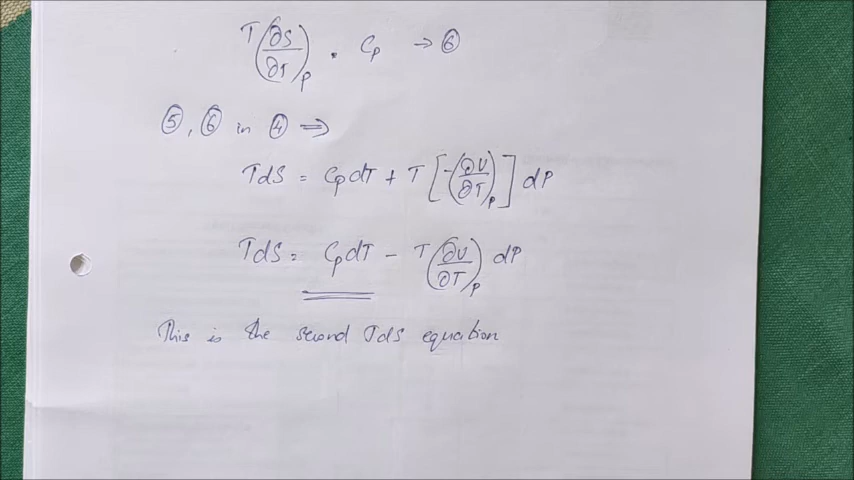 T(∂S/∂T)_P = C_P → ⑥
⑤, ⑥ in ④ ⇒
TdS = C_P dT + T[-(∂V/∂T)_P] dP
TdS = C_P dT - T(∂V/∂T)_P dP
This is the second TdS equation